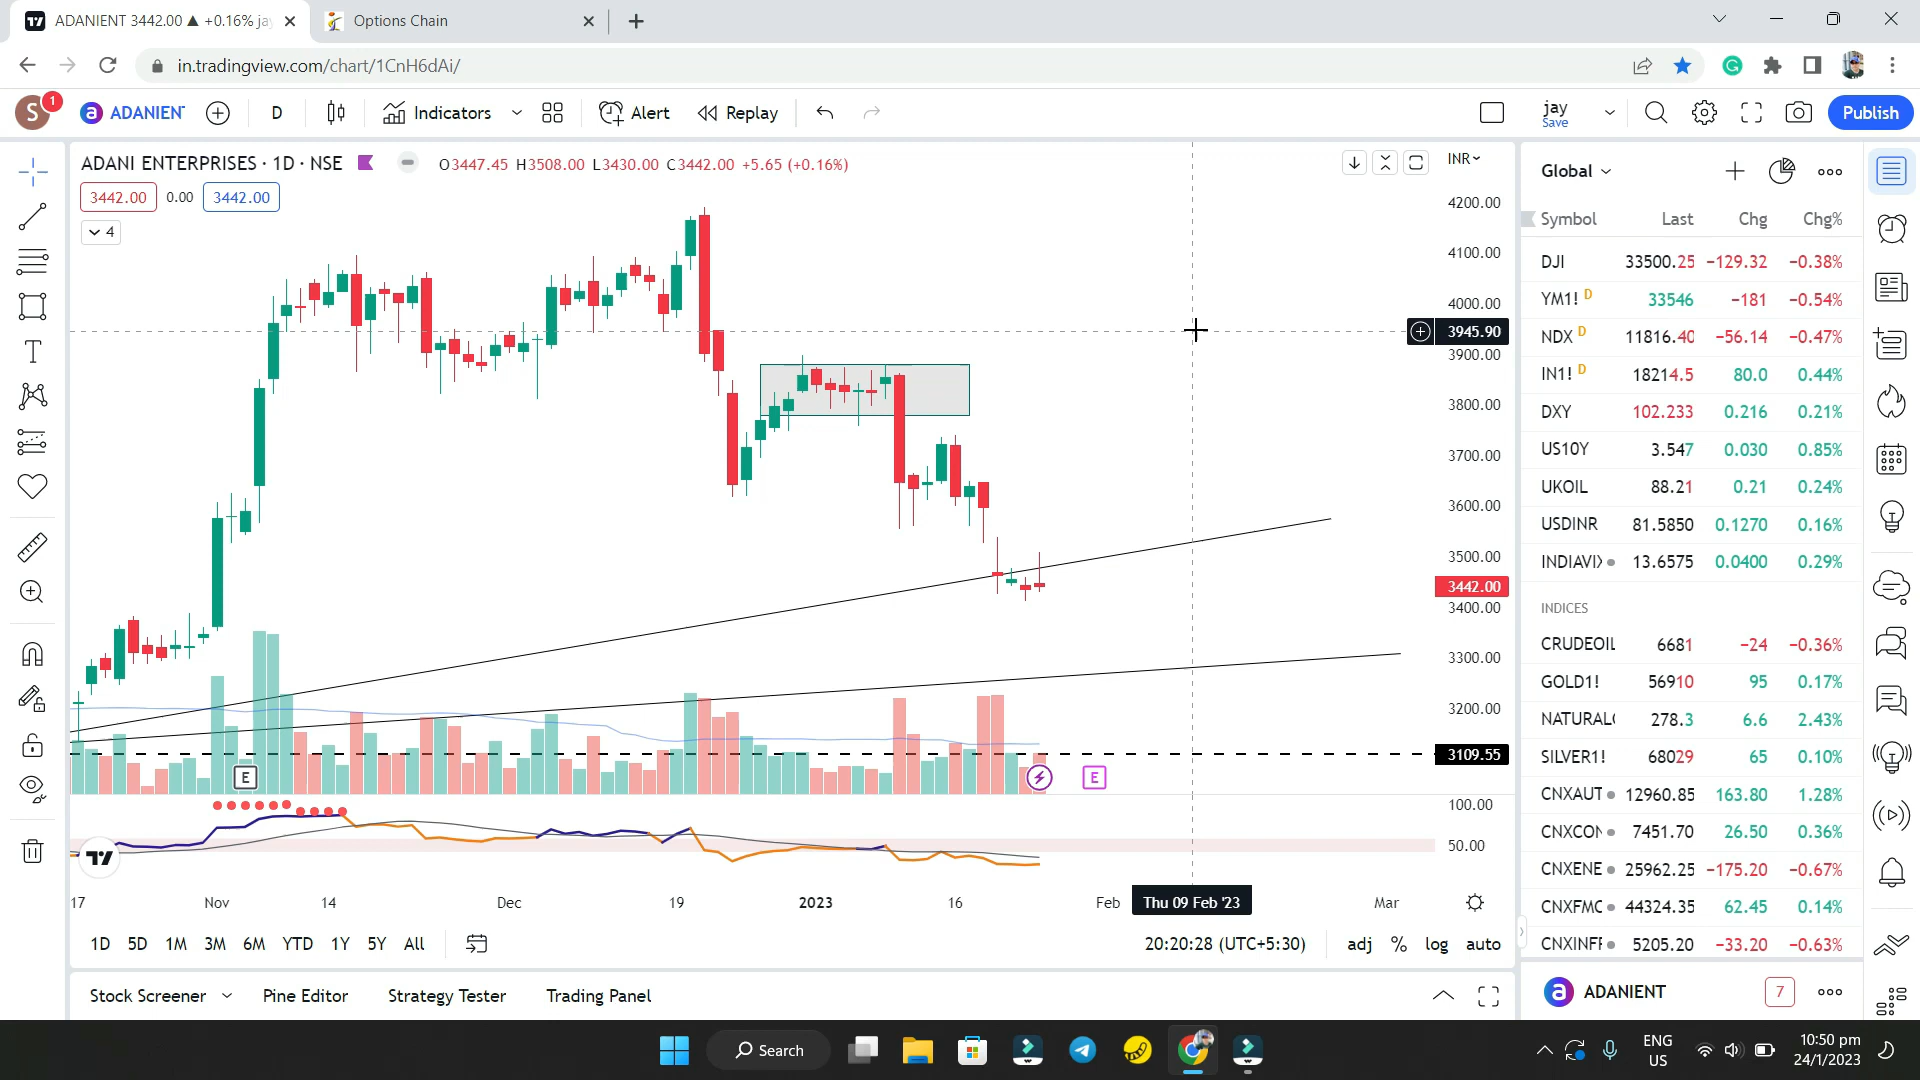 ADANIENT 3442.00 ▲ +0.16% ja
Options Chain
in.tradingview.com/chart/1CnH6dAi/
S
1
a
ADANIENT
D
Indicators
Alert
Replay
jay
Save
Publish
ADANI ENTERPRISES · 1D · NSE
O3447.45 H3508.00 L3430.00 C3442.00 +5.65 (+0.16%)
3442.00
0.00
3442.00
4
INR
4200.00
4100.00
4000.00
3945.90
3900.00
3800.00
3700.00
3600.00
3500.00
3442.00
3400.00
3300.00
3200.00
3109.55
100.00
50.00
E
E
17
Nov
14
Dec
19
2023
16
Feb
Thu 09 Feb '23
Mar
1D 5D 1M 3M 6M YTD 1Y 5Y All
20:20:28 (UTC+5:30)
adj % log auto
Stock Screener
Pine Editor
Strategy Tester
Trading Panel
Global
Symbol Last Chg Chg%
DJI 33500.25 −129.32 −0.38%
YM1! D 33546 −181 −0.54%
NDX D 11816.40 −56.14 −0.47%
IN1! D 18214.5 80.0 0.44%
DXY 102.233 0.216 0.21%
US10Y 3.547 0.030 0.85%
UKOIL 88.21 0.21 0.24%
USDINR 81.5850 0.1270 0.16%
INDIAVIX 13.6575 0.0400 0.29%
INDICES
CRUDEOIL 6681 −24 −0.36%
GOLD1! 56910 95 0.17%
NATURALG 278.3 6.6 2.43%
SILVER1! 68029 65 0.10%
CNXAUT 12960.85 163.80 1.28%
CNXCON 7451.70 26.50 0.36%
CNXENE 25962.25 −175.20 −0.67%
CNXFMC 44324.35 62.45 0.14%
CNXINFR 5205.20 −33.20 −0.63%
a
ADANIENT
7
Search
ENG
US
10:50 pm
24/1/2023